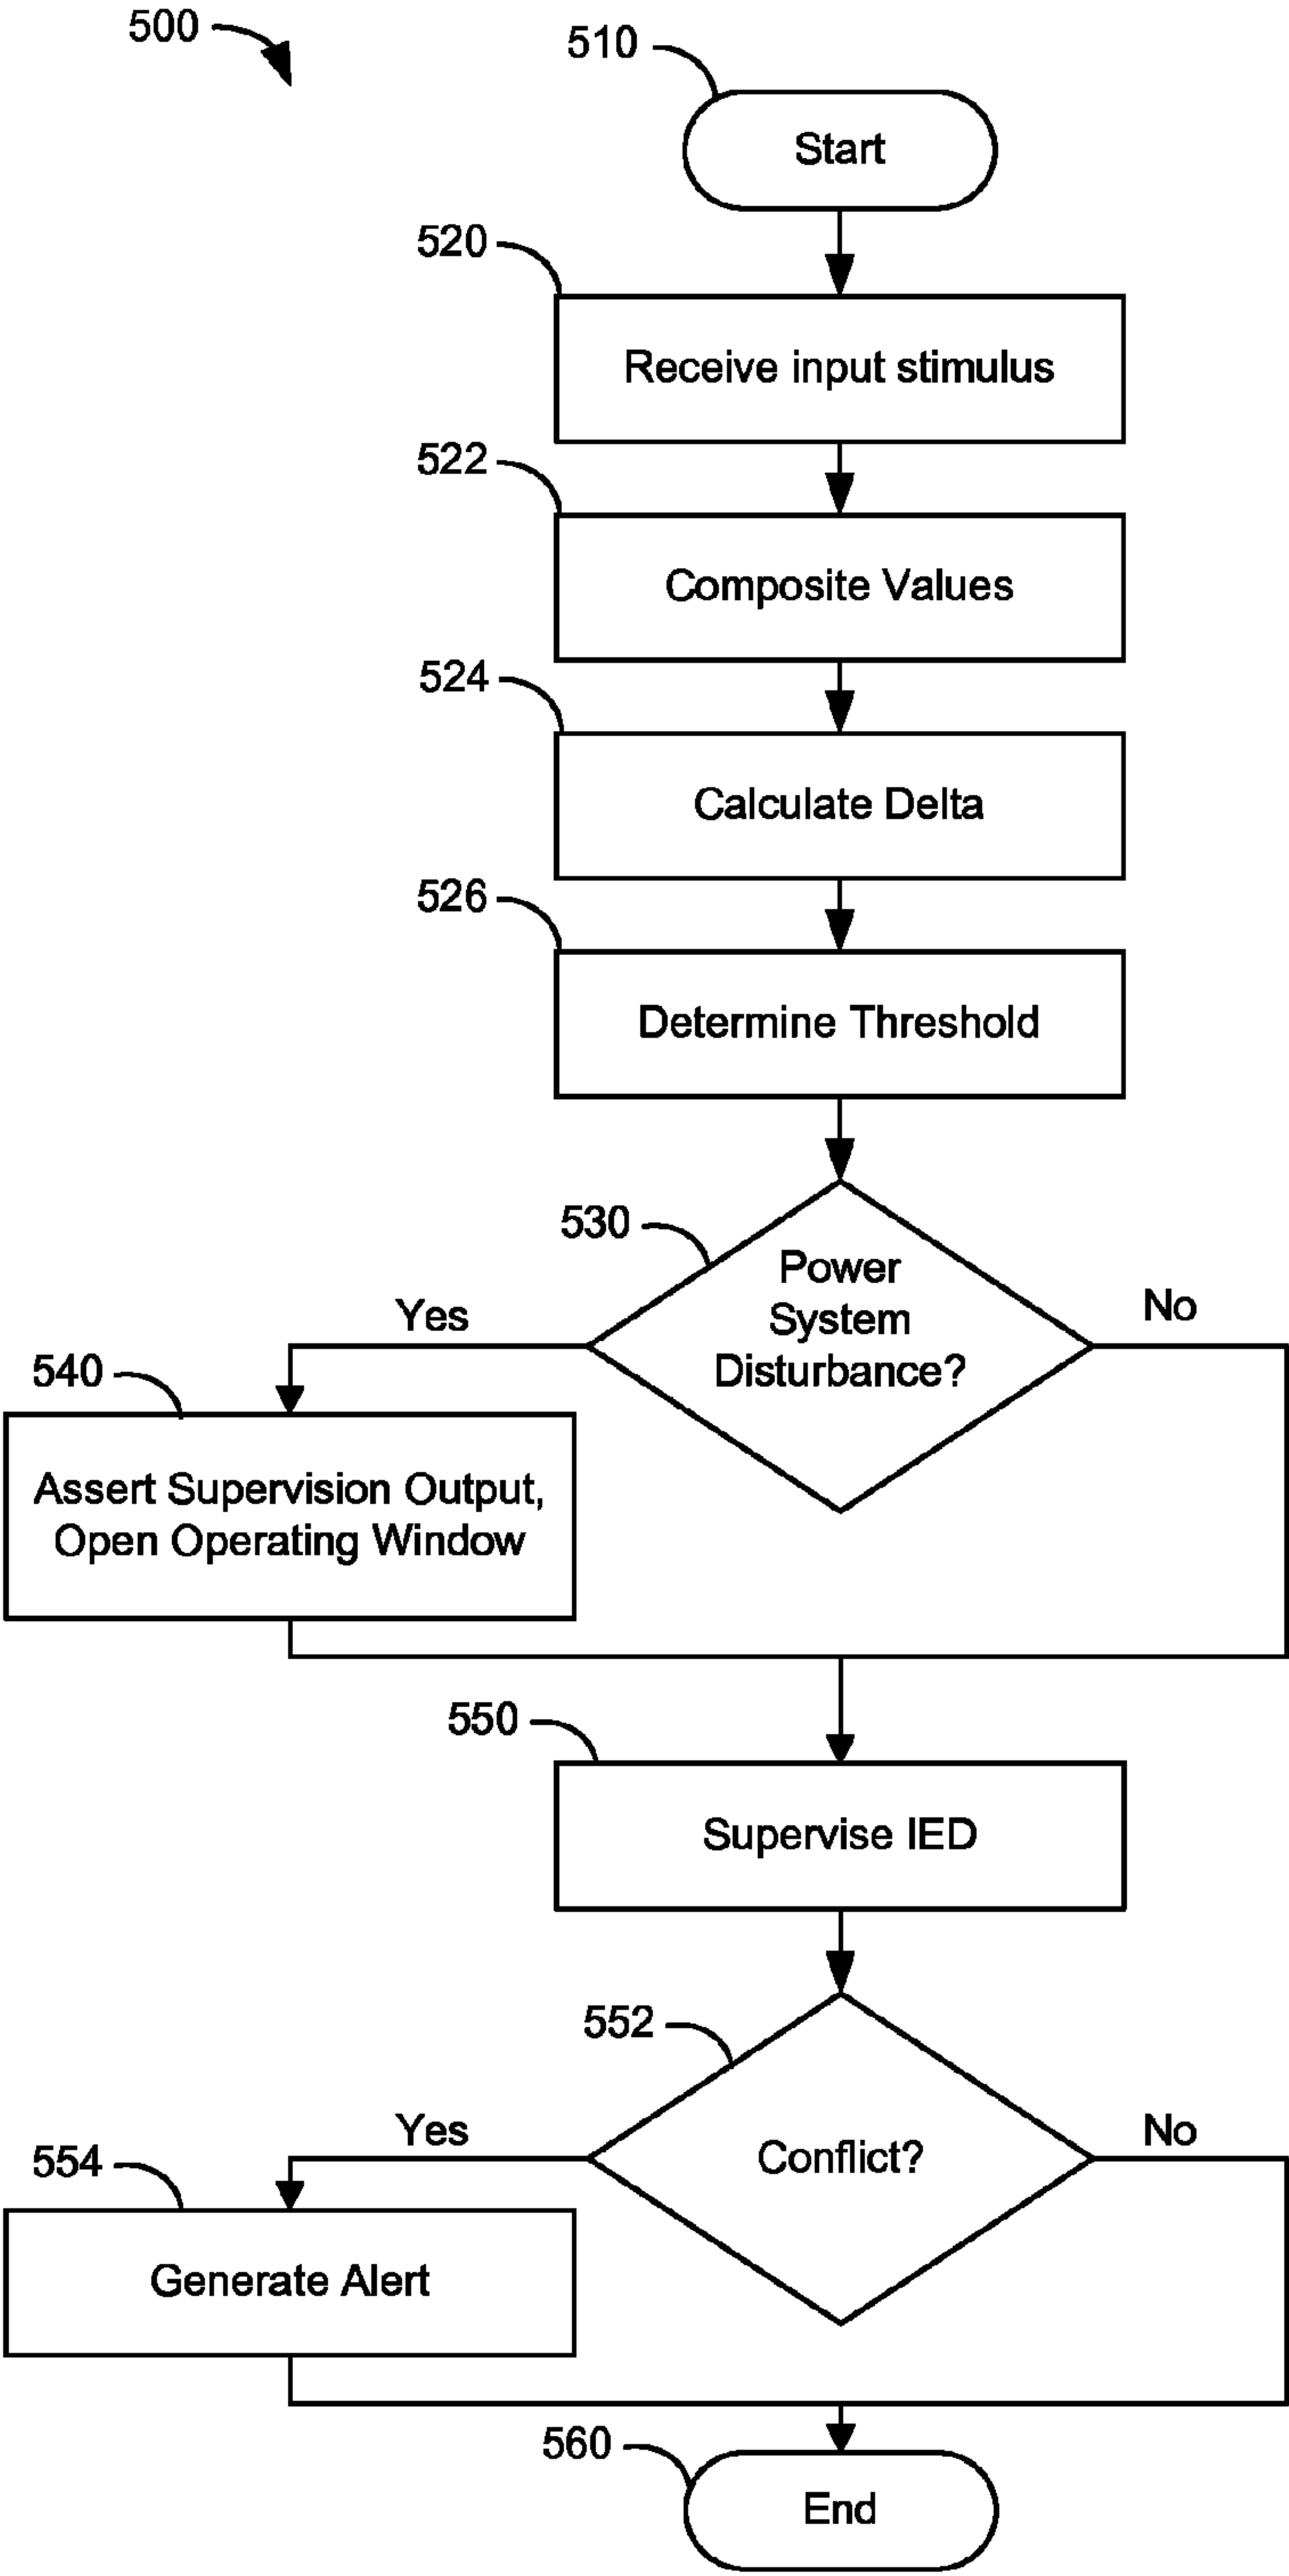 500
510
Start
520
Receive input stimulus
522
Composite Values
524
Calculate Delta
526
Determine Threshold
530
Power
System
Disturbance?
Yes
No
540
Assert Supervision Output,
Open Operating Window
550
Supervise IED
552
Conflict?
Yes
No
554
Generate Alert
560
End